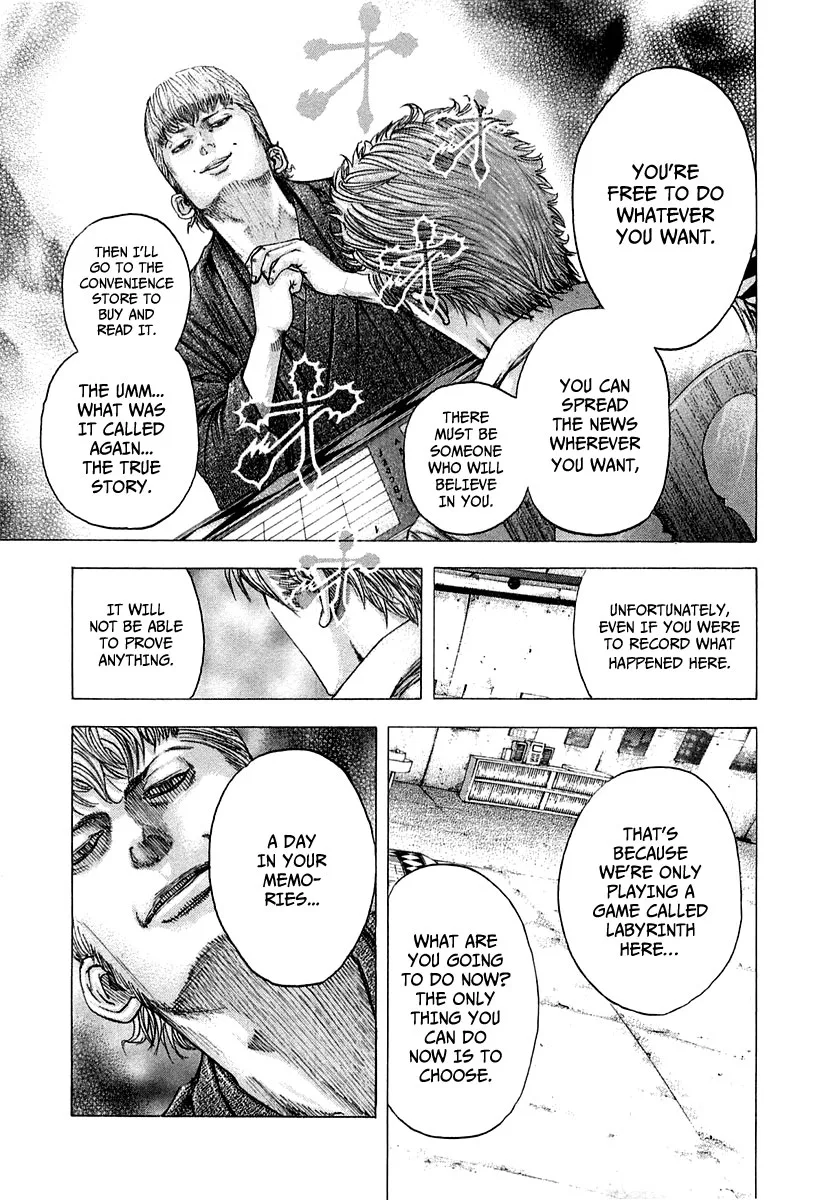 YOU'RE
FREE TO DO
WHATEVER
YOU WANT.
YOU CAN
SPREAD
THE NEWS
WHEREVER
YOU WANT,
THERE
MUST BE
SOMEONE
WHO WILL
BELIEVE
IN YOU.
THEN I'LL
GO TO THE
CONVENIENCE
STORE TO
BUY AND
READ IT.
THE UMM...
WHAT WAS
IT CALLED
AGAIN...
THE TRUE
STORY.
UNFORTUNATELY,
EVEN IF YOU WERE
TO RECORD WHAT
HAPPENED HERE.
IT WILL
NOT BE ABLE
TO PROVE
ANYTHING.
THAT'S
BECAUSE
WE'RE ONLY
PLAYING A
GAME CALLED
LABYRINTH
HERE...
WHAT ARE
YOU GOING
TO DO NOW?
THE ONLY
THING YOU
CAN DO
NOW IS TO
CHOOSE.
A DAY
IN YOUR
MEMO-
RIES...